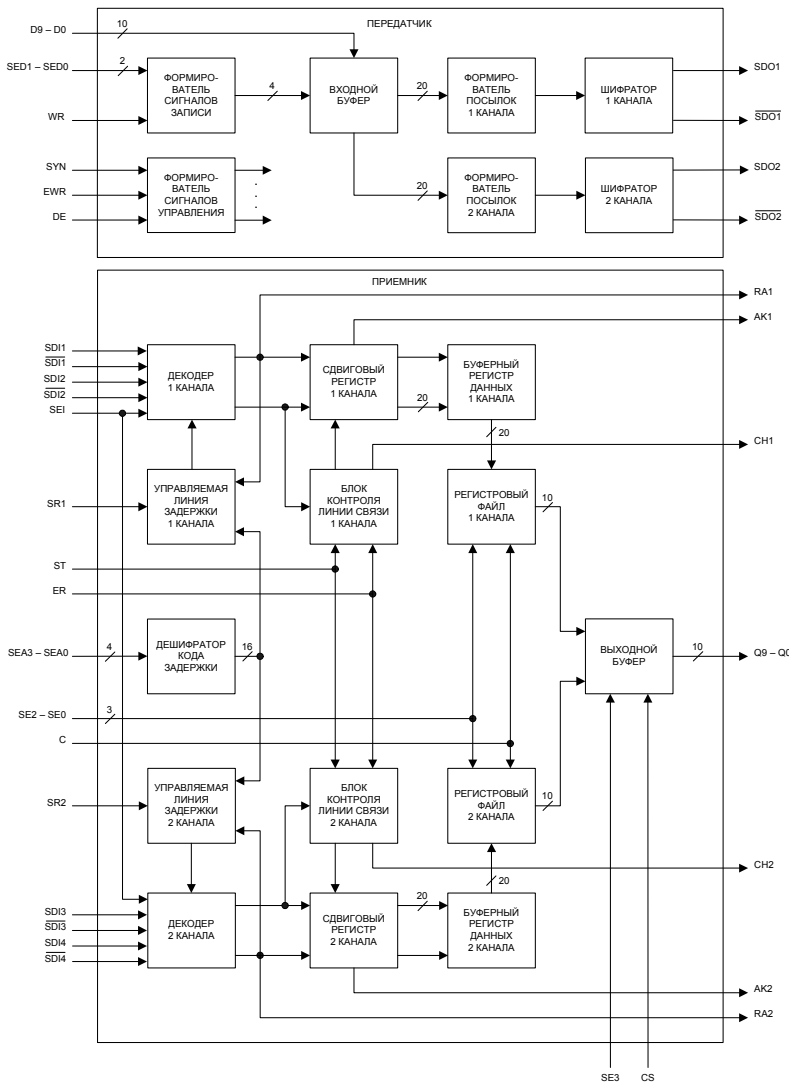 ПЕРЕДАТЧИК
D9 – D0
10
SED1 – SED0
2
WR
ФОРМИРО-
ВАТЕЛЬ
СИГНАЛОВ
ЗАПИСИ
4
ВХОДНОЙ
БУФЕР
20
ФОРМИРО-
ВАТЕЛЬ
ПОСЫЛОК
1 КАНАЛА
ШИФРАТОР
1 КАНАЛА
SDO1
SDO1
SYN
EWR
DE
ФОРМИРО-
ВАТЕЛЬ
СИГНАЛОВ
УПРАВЛЕНИЯ
20
ФОРМИРО-
ВАТЕЛЬ
ПОСЫЛОК
2 КАНАЛА
ШИФРАТОР
2 КАНАЛА
SDO2
SDO2
ПРИЕМНИК
RA1
AK1
SDI1
SDI1
SDI2
SDI2
SEI
ДЕКОДЕР
1 КАНАЛА
СДВИГОВЫЙ
РЕГИСТР
1 КАНАЛА
20
БУФЕРНЫЙ
РЕГИСТР
ДАННЫХ
1 КАНАЛА
20
CH1
SR1
УПРАВЛЯЕМАЯ
ЛИНИЯ
ЗАДЕРЖКИ
1 КАНАЛА
БЛОК
КОНТРОЛЯ
ЛИНИИ СВЯЗИ
1 КАНАЛА
РЕГИСТРОВЫЙ
ФАЙЛ
1 КАНАЛА
10
ST
ER
SEA3 – SEA0
4
ДЕШИФРАТОР
КОДА
ЗАДЕРЖКИ
16
ВЫХОДНОЙ
БУФЕР
10
Q9 – Q0
SE2 – SE0
3
C
SR2
УПРАВЛЯЕМАЯ
ЛИНИЯ
ЗАДЕРЖКИ
2 КАНАЛА
БЛОК
КОНТРОЛЯ
ЛИНИИ СВЯЗИ
2 КАНАЛА
РЕГИСТРОВЫЙ
ФАЙЛ
2 КАНАЛА
10
CH2
20
SDI3
SDI3
SDI4
SDI4
ДЕКОДЕР
2 КАНАЛА
СДВИГОВЫЙ
РЕГИСТР
2 КАНАЛА
20
БУФЕРНЫЙ
РЕГИСТР
ДАННЫХ
2 КАНАЛА
AK2
RA2
SE3
CS